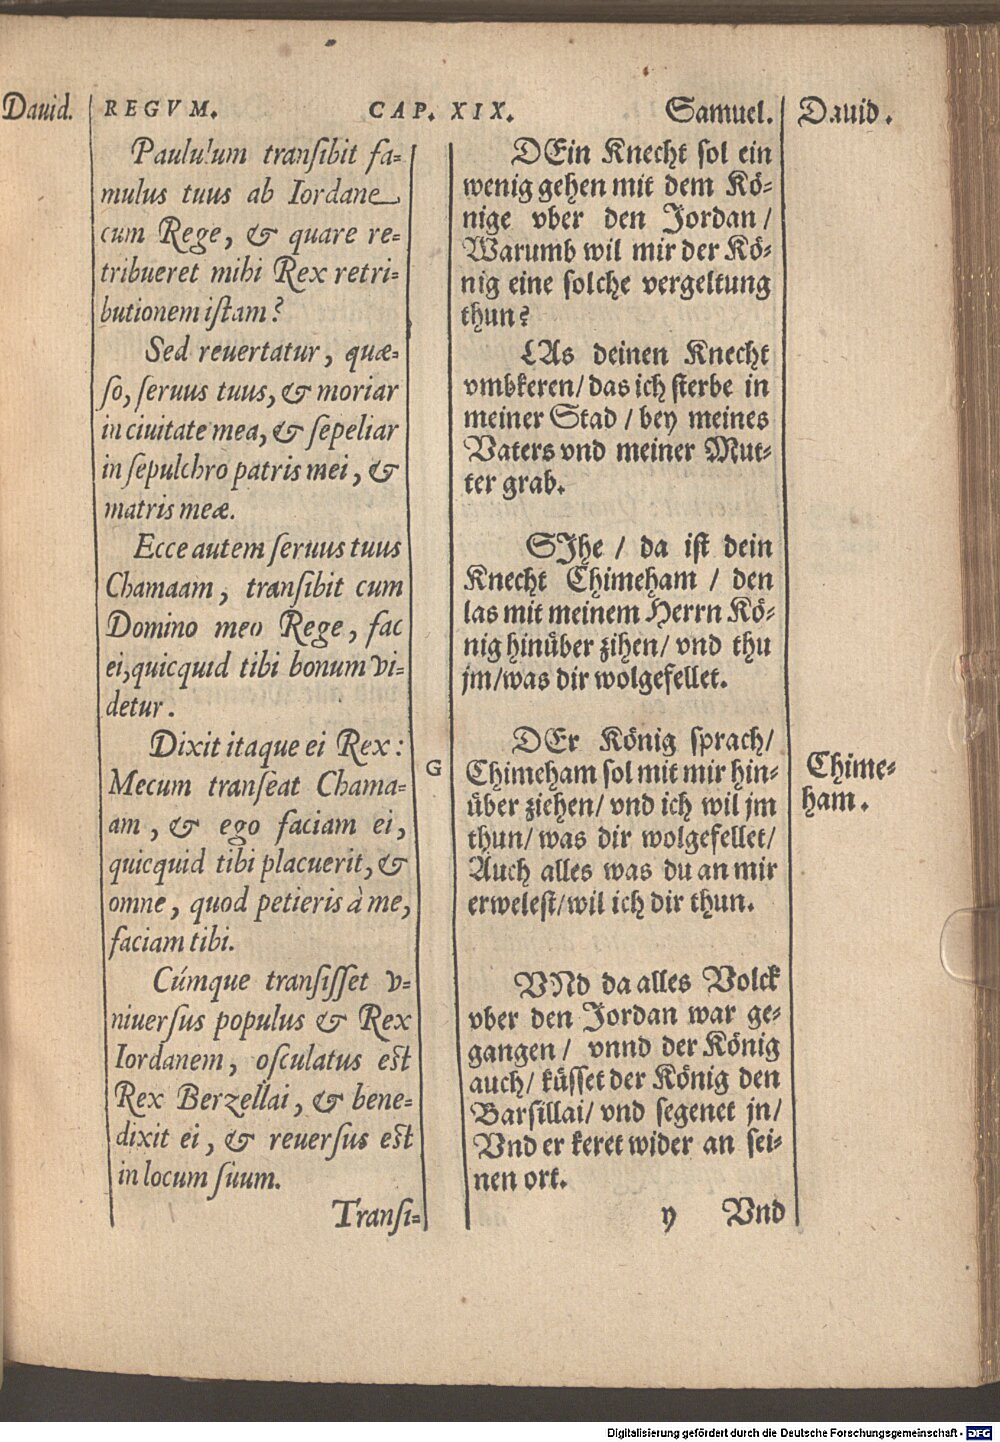 Dauid.
REGVM. CAP. XIX. Samuel.
Dauid.
Paululum tranſibit fa-
mulus tuus ab Iordane
cum Rege, & quare re-
tribueret mihi Rex retri-
butionem iſtam?
Sed reuertatur, quæ-
ſo, ſeruus tuus, & moriar
in ciuitate mea, & ſepeliar
in ſepulchro patris mei, &
matris meæ.
Ecce autem ſeruus tuus
Chamaam, tranſibit cum
Domino meo Rege, fac
ei, quicquid tibi bonum vi-
detur.
Dixit itaque ei Rex:
Mecum tranſeat Chama-
am, & ego faciam ei,
quicquid tibi placuerit, &
omne, quod petieris à me,
faciam tibi.
Cúmque tranſiſſet v-
niuerſus populus & Rex
Iordanem, oſculatus eſt
Rex Berzellai, & bene-
dixit ei, & reuerſus eſt
in locum ſuum.
Tranſi-
G
DEin Knecht ſol ein
wenig gehen mit dem Kö-
nige vber den Jordan /
Warumb wil mir der Kö-
nig eine ſolche vergeltung
thun?
LAs deinen Knecht
vmbkeren / das ich ſterbe in
meiner Stad / bey meines
Vaters vnd meiner Mut-
ter grab.
SIhe / da iſt dein
Knecht Chimeham / den
las mit meinem Herrn Kö-
nig hinüber zihen / vnd thu
jm / was dir wolgefellet.
DEr König ſprach /
Chimeham ſol mit mir hin-
über ziehen / vnd ich wil jm
thun / was dir wolgefellet /
Auch alles was du an mir
erweleſt / wil ich dir thun.
VNd da alles Volck
vber den Jordan war ge-
gangen / vnnd der König
auch / küſſet der König den
Barſillai / vnd ſegenet jn /
Vnd er keret wider an ſei-
nen ort.
y Vnd
Chime-
ham.
Digitalisierung gefördert durch die Deutsche Forschungsgemeinschaft - DFG